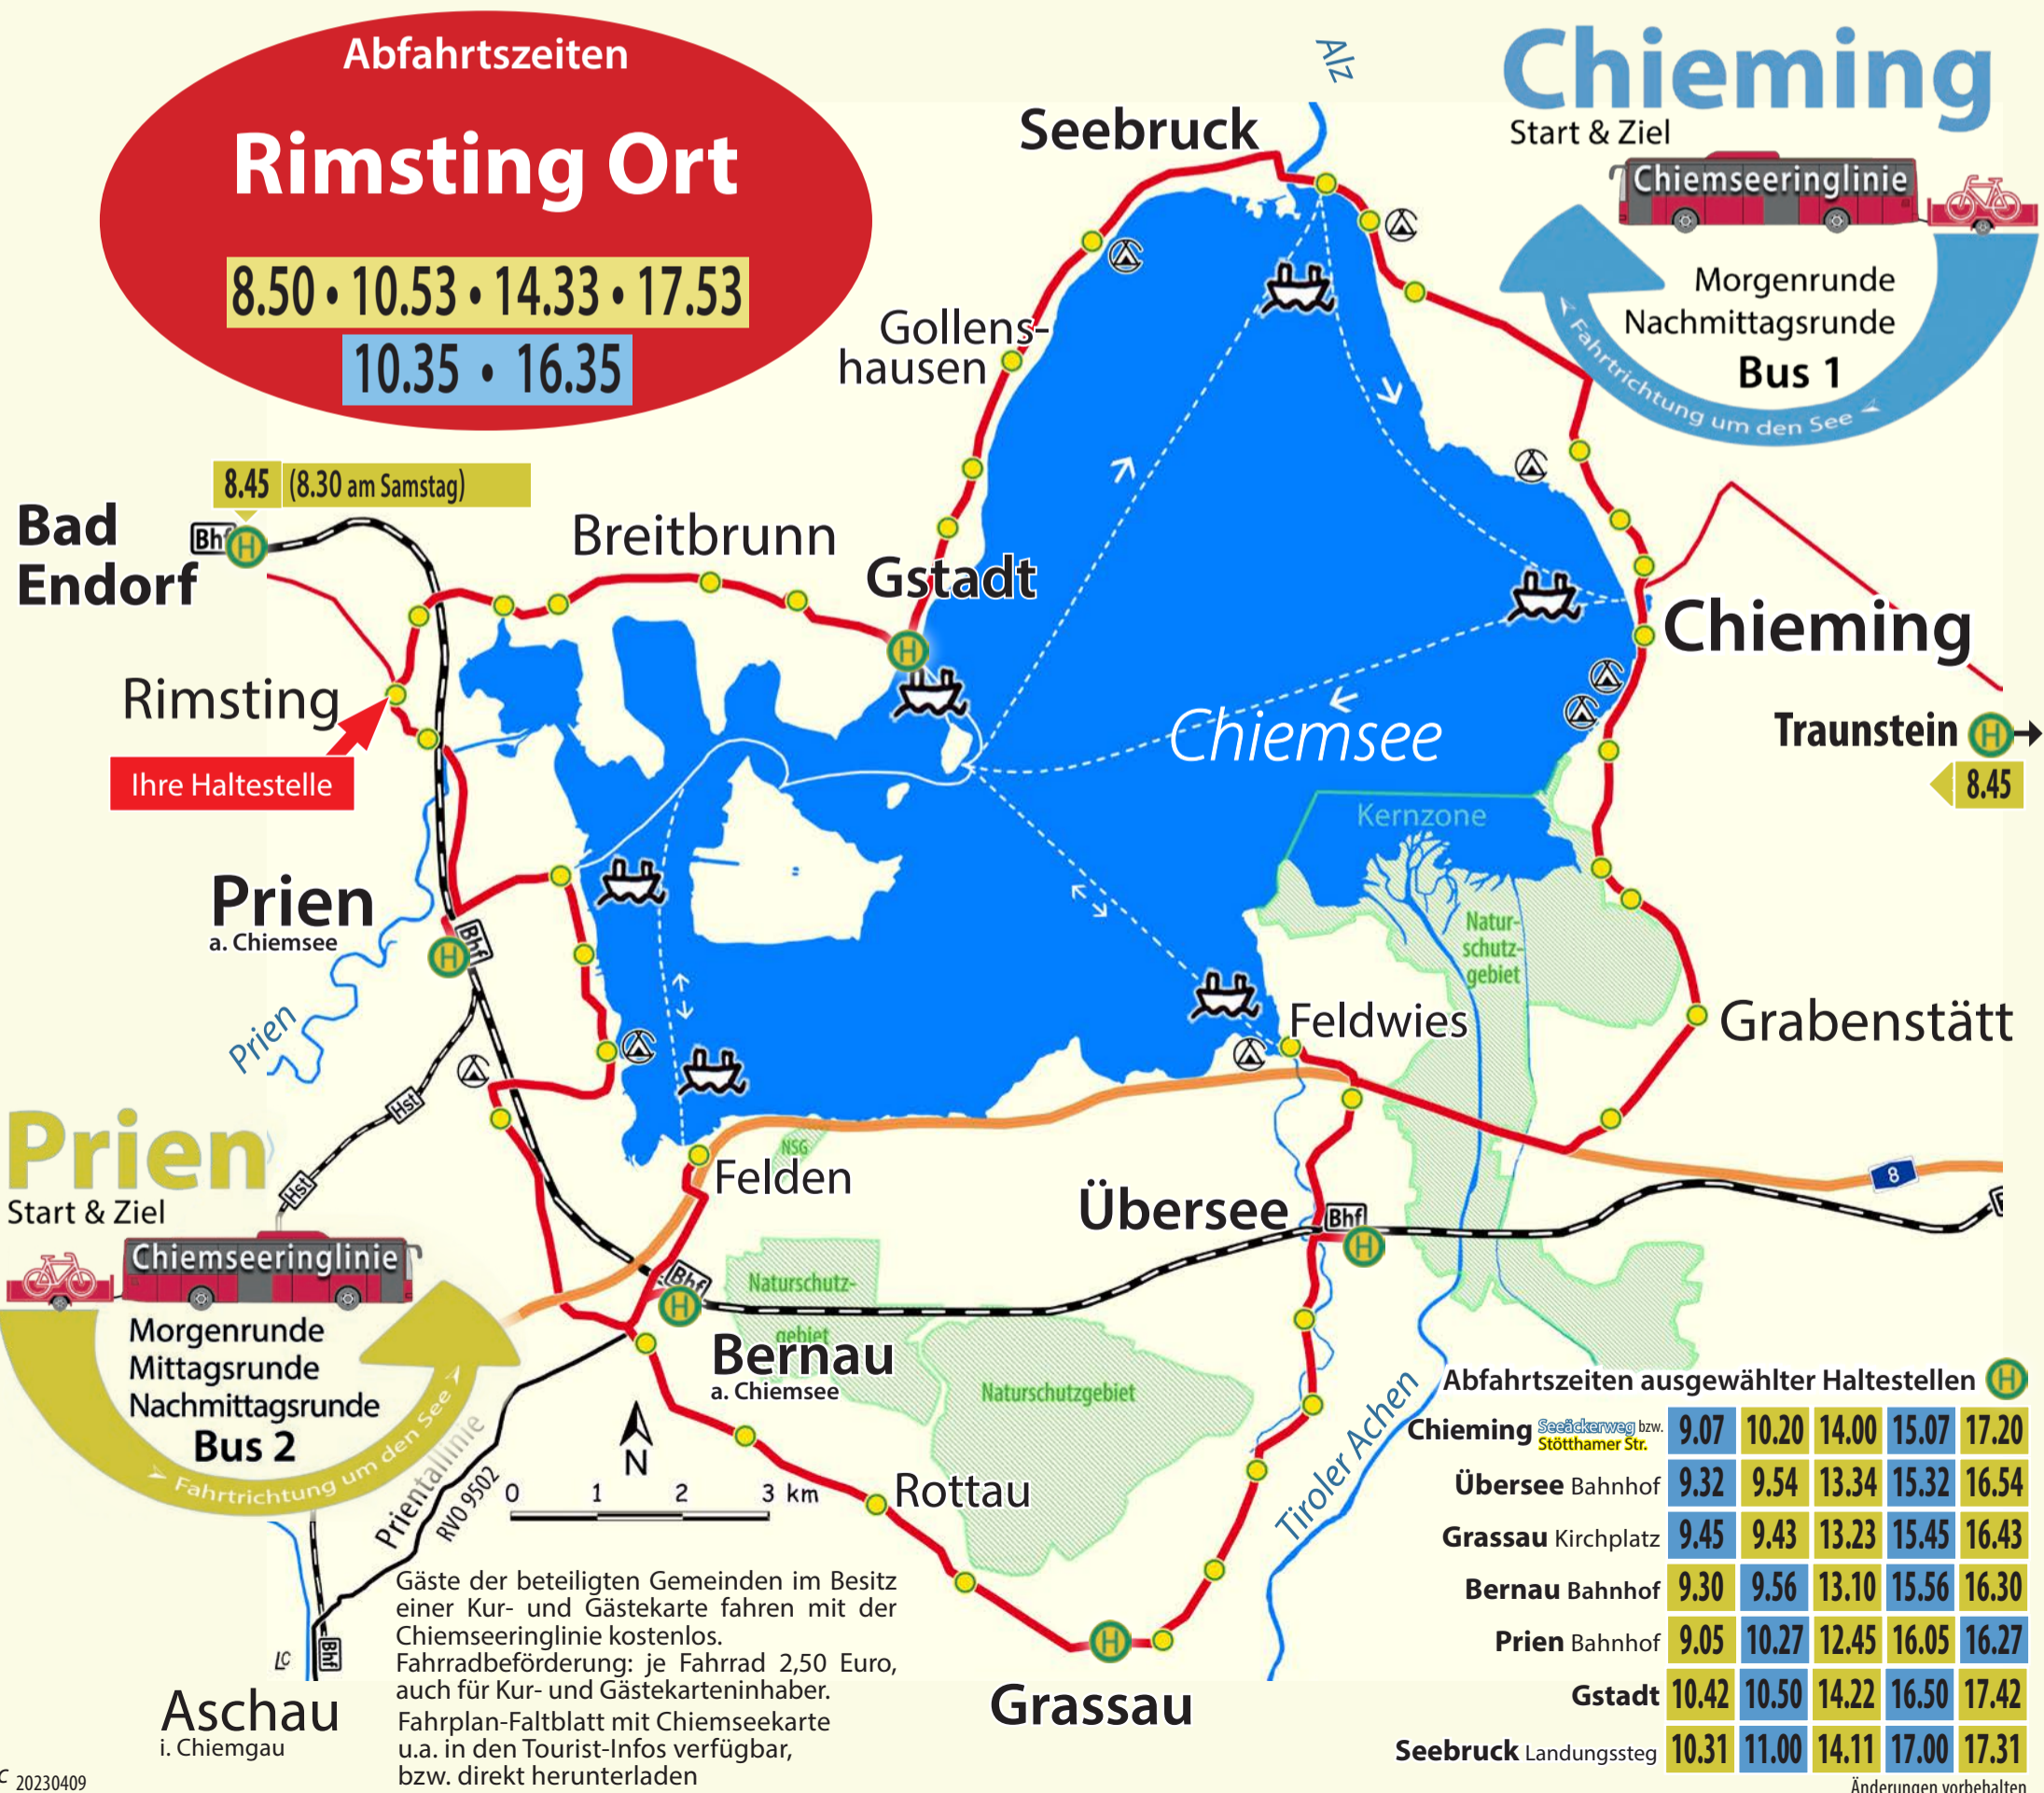 Abfahrtszeiten
Rimsting Ort
8.50 • 10.53 • 14.33 • 17.53
10.35 • 16.35
Chieming
Start & Ziel
Chiemseeringlinie
Morgenrunde
Nachmittagsrunde
Bus 1
Fahrtrichtung um den See
Alz
Seebruck
Gollens-
hausen
8.45 (8.30 am Samstag)
Bad
Endorf
Bhf
H
Breitbrunn
Gstadt
H
Rimsting
Ihre Haltestelle
Chieming
Traunstein H
8.45
Chiemsee
Kernzone
Natur-
schutz-
gebiet
Prien
a. Chiemsee
Bhf
H
Prien
Feldwies
Grabenstätt
Hst
Hst
Prien
Start & Ziel
Chiemseeringlinie
Morgenrunde
Mittagsrunde
Nachmittagsrunde
Bus 2
Fahrtrichtung um den See
NSG
Felden
8
Übersee
Bhf
H
Bhf
H
Bernau
a. Chiemsee
Naturschutz-
gebiet
Naturschutzgebiet
Prientallinie
RVO 9502
N
0 1 2 3 km
Rottau
Tiroler Achen
H
Grassau
Bhf
LC
Aschau
i. Chiemgau
Gäste der beteiligten Gemeinden im Besitz
einer Kur- und Gästekarte fahren mit der
Chiemseeringlinie kostenlos.
Fahrradbeförderung: je Fahrrad 2,50 Euro,
auch für Kur- und Gästekarteninhaber.
Fahrplan-Faltblatt mit Chiemseekarte
u.a. in den Tourist-Infos verfügbar,
bzw. direkt herunterladen
Abfahrtszeiten ausgewählter Haltestellen H
Chieming Seeäckerweg bzw. Stötthamer Str. 9.07 10.20 14.00 15.07 17.20
Übersee Bahnhof 9.32 9.54 13.34 15.32 16.54
Grassau Kirchplatz 9.45 9.43 13.23 15.45 16.43
Bernau Bahnhof 9.30 9.56 13.10 15.56 16.30
Prien Bahnhof 9.05 10.27 12.45 16.05 16.27
Gstadt 10.42 10.50 14.22 16.50 17.42
Seebruck Landungssteg 10.31 11.00 14.11 17.00 17.31
Änderungen vorbehalten
20230409